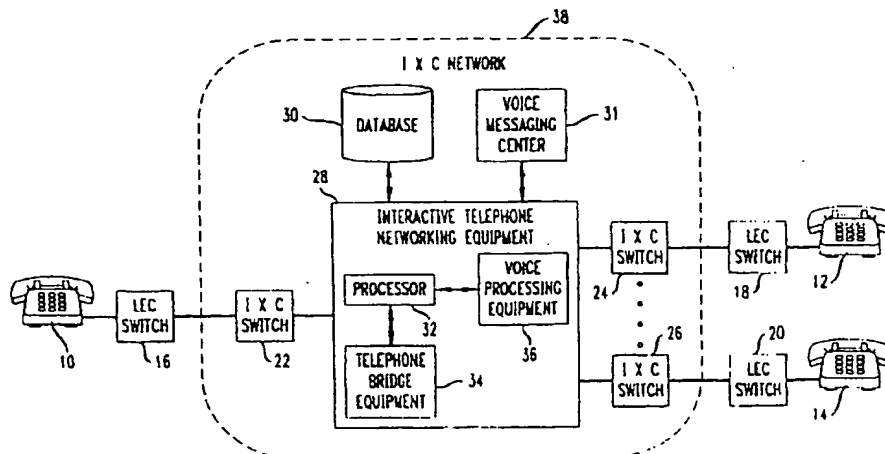 38
I X C NETWORK
30
DATABASE
VOICE
MESSAGING
CENTER
31
28
INTERACTIVE TELEPHONE
NETWORKING EQUIPMENT
PROCESSOR
32
VOICE
PROCESSING
EQUIPMENT
36
TELEPHONE
BRIDGE
EQUIPMENT
34
10
LEC
SWITCH
16
I X C
SWITCH
22
I X C
SWITCH
24
LEC
SWITCH
18
12
26
I X C
SWITCH
20
LEC
SWITCH
14